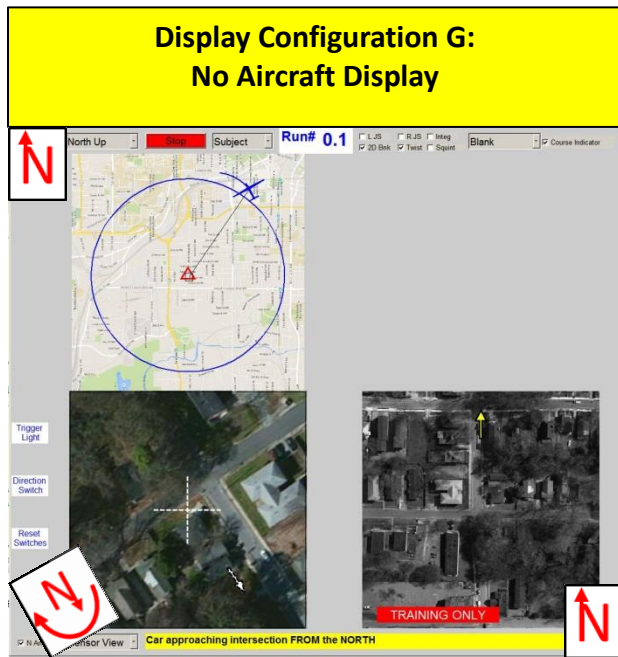 Display Configuration G:
No Aircraft Display
N
North Up
Stop
Subject
Run# 0.1
L JS
R JS
Integ
2D Bnk
Twist
Squint
Blank
Course Indicator
Trigger
Light
Direction
Switch
Reset
Switches
N
TRAINING ONLY
N
Sensor View
Car approaching intersection FROM the NORTH